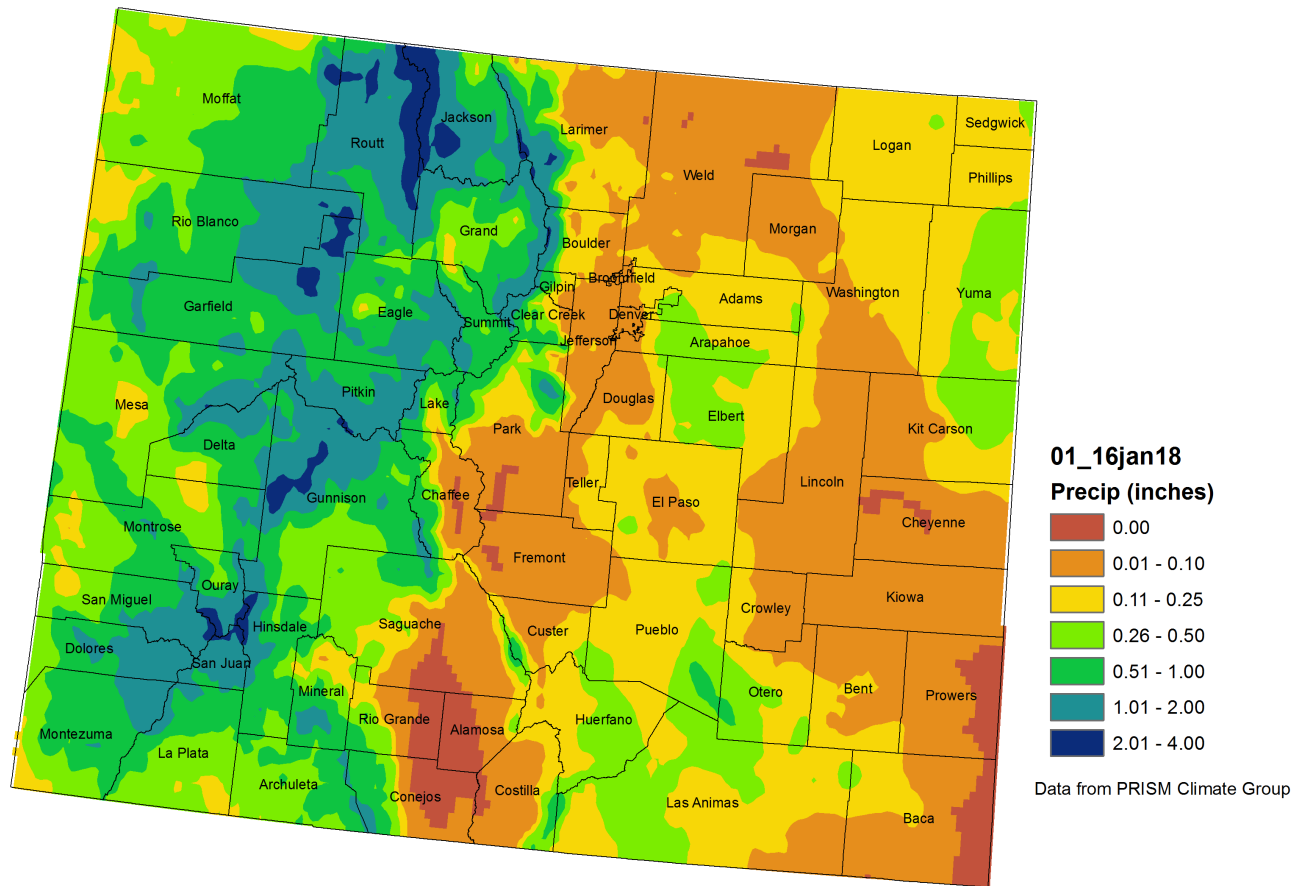 Moffat
Routt
Jackson
Larimer
Weld
Logan
Sedgwick
Phillips
Rio Blanco
Grand
Boulder
Morgan
Broomfield
Gilpin
Adams
Washington
Yuma
Garfield
Eagle
Summit
Clear Creek
Denver
Jefferson
Arapahoe
Mesa
Pitkin
Lake
Park
Douglas
Elbert
Kit Carson
Delta
Gunnison
Chaffee
Teller
El Paso
Lincoln
Cheyenne
Montrose
Fremont
Ouray
San Miguel
Hinsdale
Saguache
Custer
Pueblo
Crowley
Kiowa
Dolores
San Juan
Mineral
Rio Grande
Alamosa
Huerfano
Otero
Bent
Prowers
Montezuma
La Plata
Archuleta
Conejos
Costilla
Las Animas
Baca
01_16jan18
Precip (inches)
0.00
0.01 - 0.10
0.11 - 0.25
0.26 - 0.50
0.51 - 1.00
1.01 - 2.00
2.01 - 4.00
Data from PRISM Climate Group